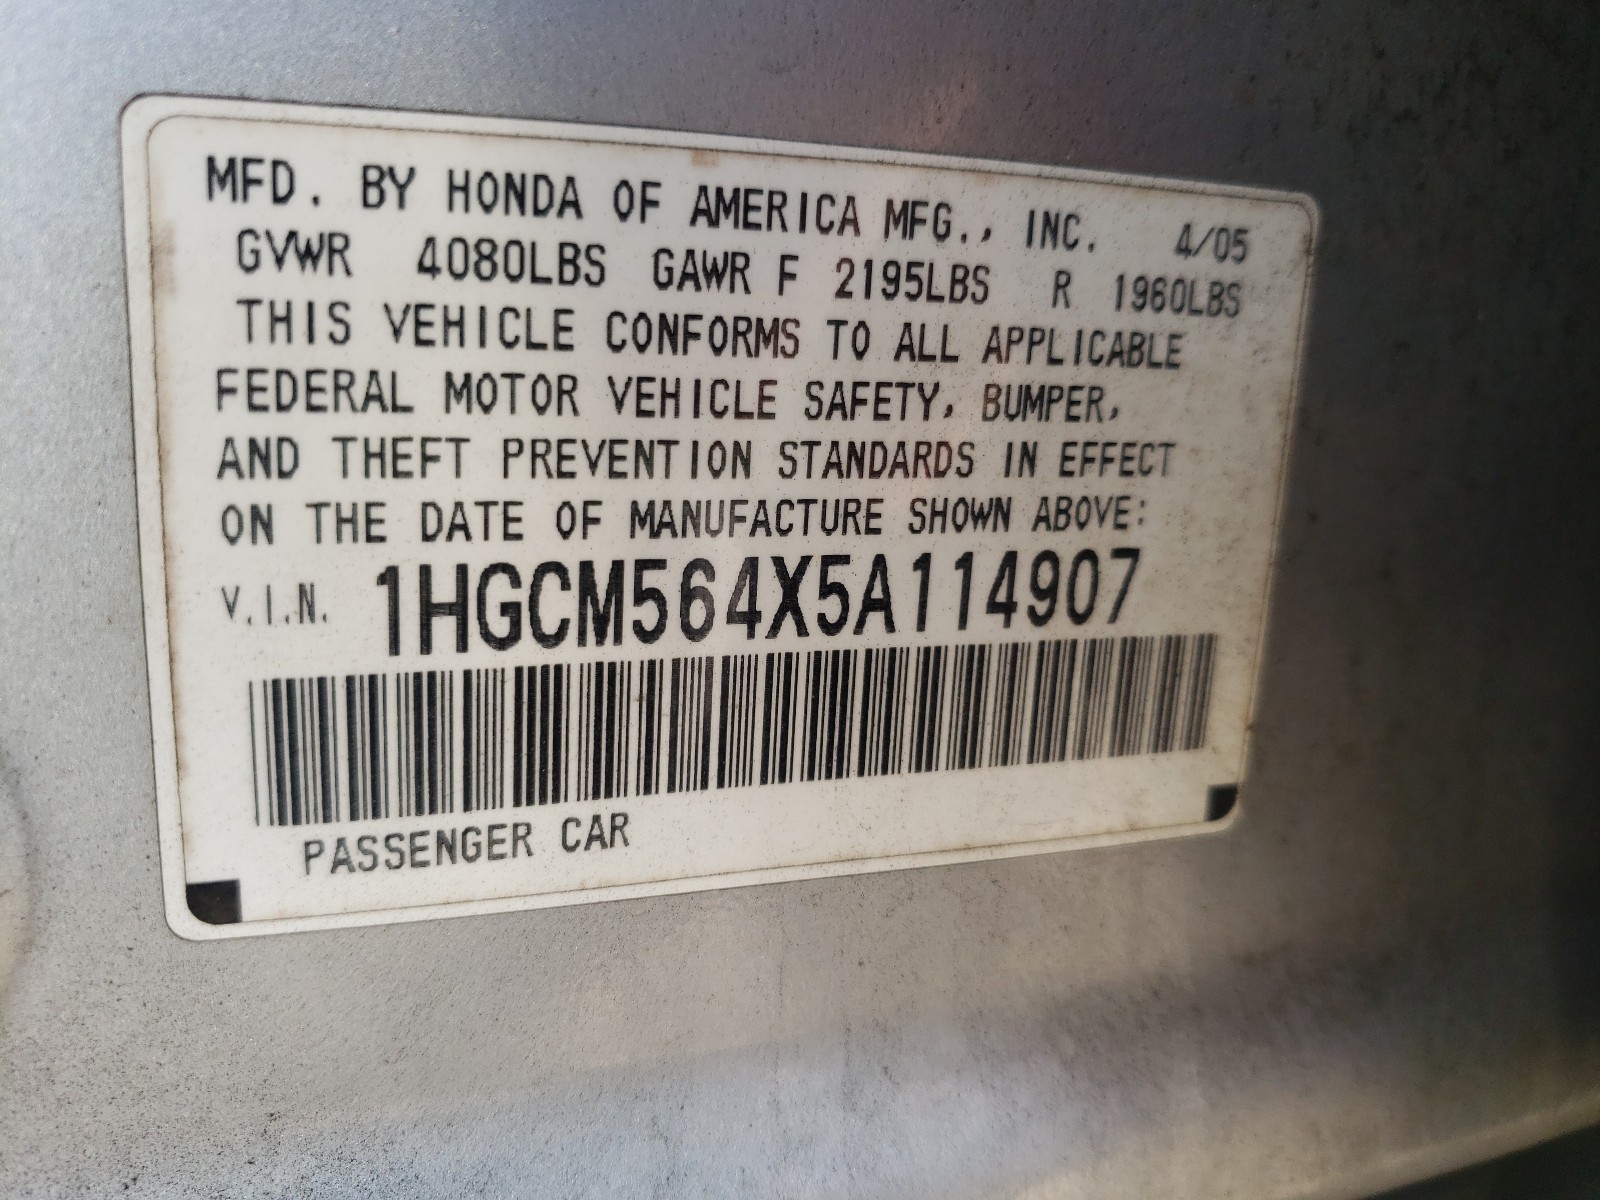 MFD. BY HONDA OF AMERICA MFG., INC. 4/05
GVWR 4080LBS GAWR F 2195LBS R 1960LBS
THIS VEHICLE CONFORMS TO ALL APPLICABLE
FEDERAL MOTOR VEHICLE SAFETY, BUMPER,
AND THEFT PREVENTION STANDARDS IN EFFECT
ON THE DATE OF MANUFACTURE SHOWN ABOVE:
V.I.N. 1HGCM564X5A114907
PASSENGER CAR